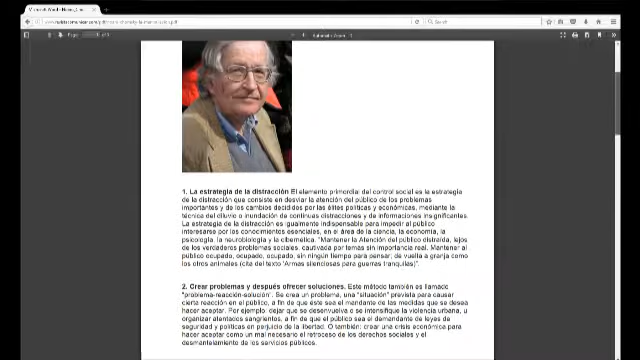 Search
Page:
Automatic Zoom
1. La estrategia de la distracción El elemento primordial del control social es la estrategia
de la distracción que consiste en desviar la atención del público de los problemas
importantes y de los cambios decididos por las élites políticas y económicas, mediante la
técnica del diluvio o inundación de continuas distracciones y de informaciones insignificantes.
La estrategia de la distracción es igualmente indispensable para impedir al público
interesarse por los conocimientos esenciales, en el área de la ciencia, la economía, la
psicología, la neurobiología y la cibernética. "Mantener la Atención del público distraída, lejos
de los verdaderos problemas sociales, cautivada por temas sin importancia real. Mantener al
público ocupado, ocupado, ocupado, sin ningún tiempo para pensar; de vuelta a granja como
los otros animales (cita del texto 'Armas silenciosas para guerras tranquilas)".
2. Crear problemas y después ofrecer soluciones. Este método también es llamado
"problema-reacción-solución". Se crea un problema, una "situación" prevista para causar
cierta reacción en el público, a fin de que éste sea el mandante de las medidas que se desea
hacer aceptar. Por ejemplo: dejar que se desenvuelva o se intensifique la violencia urbana, u
organizar atentados sangrientos, a fin de que el público sea el demandante de leyes de
seguridad y políticas en perjuicio de la libertad. O también: crear una crisis económica para
hacer aceptar como un mal necesario el retroceso de los derechos sociales y el
desmantelamiento de los servicios públicos.